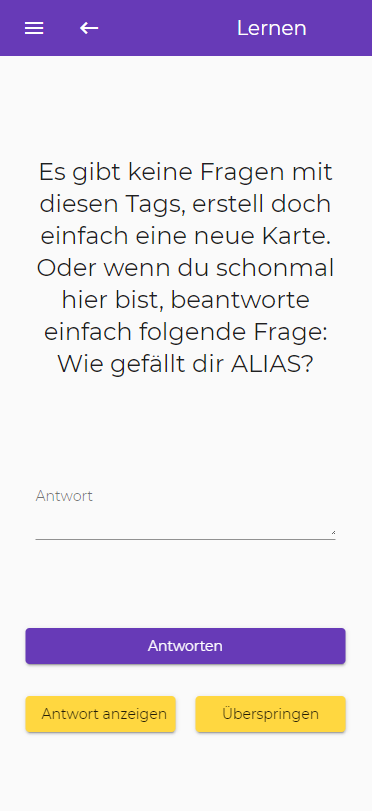 Lernen
Es gibt keine Fragen mit
diesen Tags, erstell doch
einfach eine neue Karte.
Oder wenn du schonmal
hier bist, beantworte
einfach folgende Frage:
Wie gefällt dir ALIAS?
Antwort
Antworten
Antwort anzeigen
Überspringen